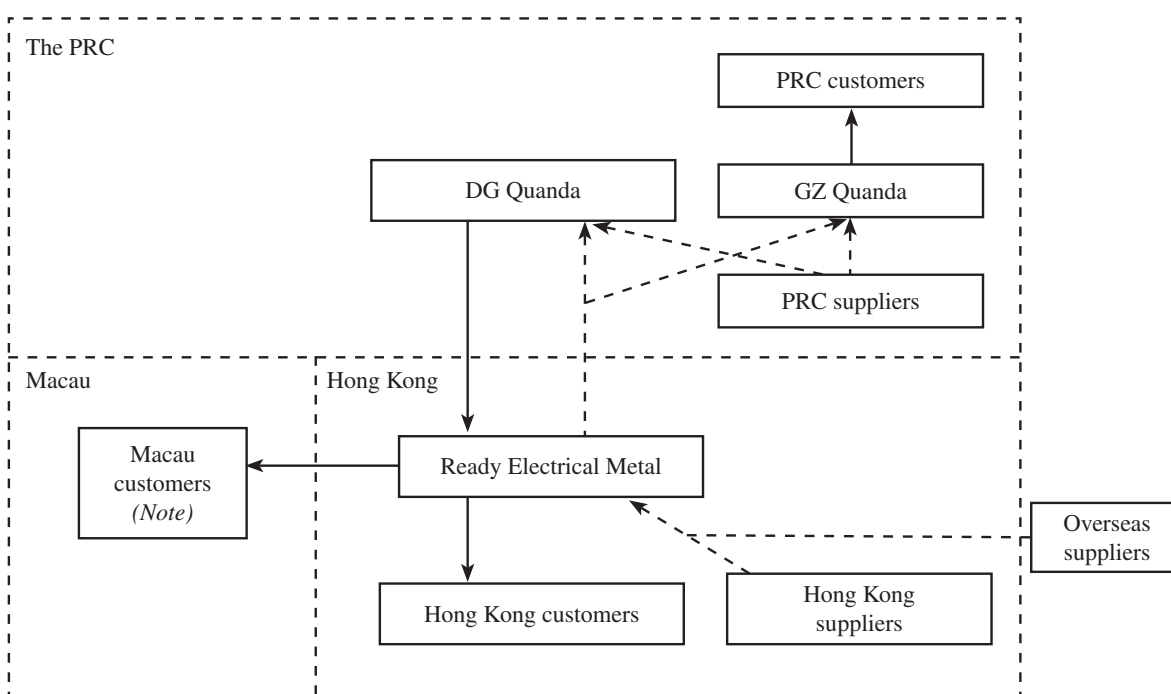 The PRC
PRC customers
DG Quanda
GZ Quanda
PRC suppliers
Macau
Hong Kong
Macau
customers
(Note)
Ready Electrical Metal
Overseas
suppliers
Hong Kong customers
Hong Kong
suppliers